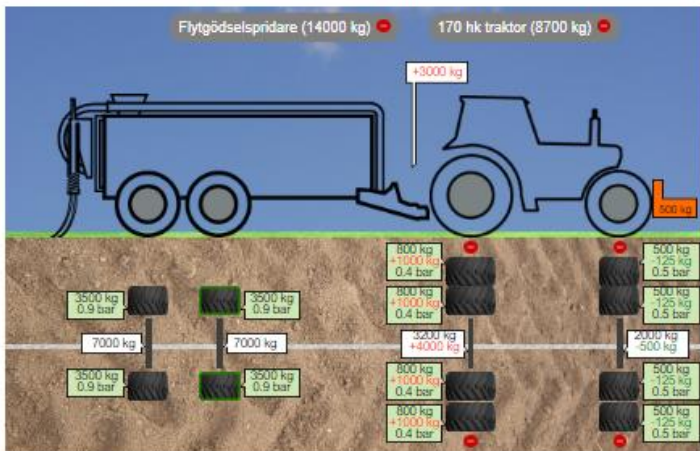 Flytgödselspridare (14000 kg)
170 hk traktor (8700 kg)
+3000 kg
500 kg
800 kg
+1000 kg
0.4 bar
500 kg
-125 kg
0.5 bar
3500 kg
0.9 bar
3500 kg
0.9 bar
800 kg
+1000 kg
0.4 bar
500 kg
-125 kg
0.5 bar
7000 kg
7000 kg
3200 kg
+4000 kg
2000 kg
-500 kg
3500 kg
0.9 bar
3500 kg
0.9 bar
800 kg
+1000 kg
0.4 bar
500 kg
-125 kg
0.5 bar
800 kg
+1000 kg
0.4 bar
500 kg
-125 kg
0.5 bar